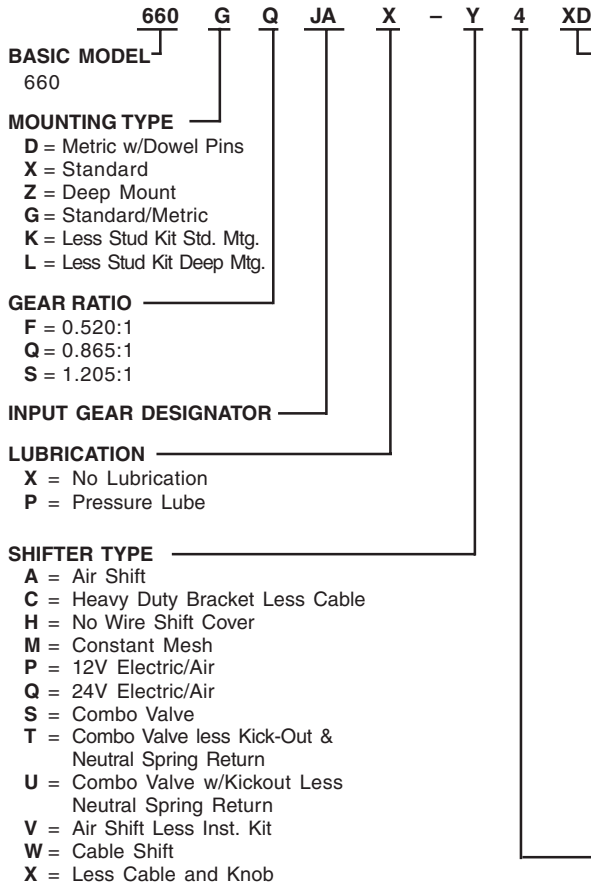 660 G Q JA X – Y 4 XD
BASIC MODEL
660
MOUNTING TYPE
D = Metric w/Dowel Pins
X = Standard
Z = Deep Mount
G = Standard/Metric
K = Less Stud Kit Std. Mtg.
L = Less Stud Kit Deep Mtg.
GEAR RATIO
F = 0.520:1
Q = 0.865:1
S = 1.205:1
INPUT GEAR DESIGNATOR
LUBRICATION
X = No Lubrication
P = Pressure Lube
SHIFTER TYPE
A = Air Shift
C = Heavy Duty Bracket Less Cable
H = No Wire Shift Cover
M = Constant Mesh
P = 12V Electric/Air
Q = 24V Electric/Air
S = Combo Valve
T = Combo Valve less Kick-Out &
Neutral Spring Return
U = Combo Valve w/Kickout Less
Neutral Spring Return
V = Air Shift Less Inst. Kit
W = Cable Shift
X = Less Cable and Knob